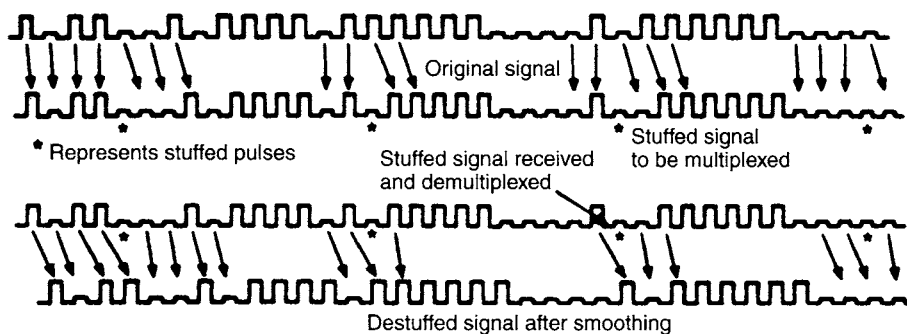 Original signal
* * * *
* Represents stuffed pulses
Stuffed signal
to be multiplexed
Stuffed signal received
and demultiplexed
* * * *
Destuffed signal after smoothing